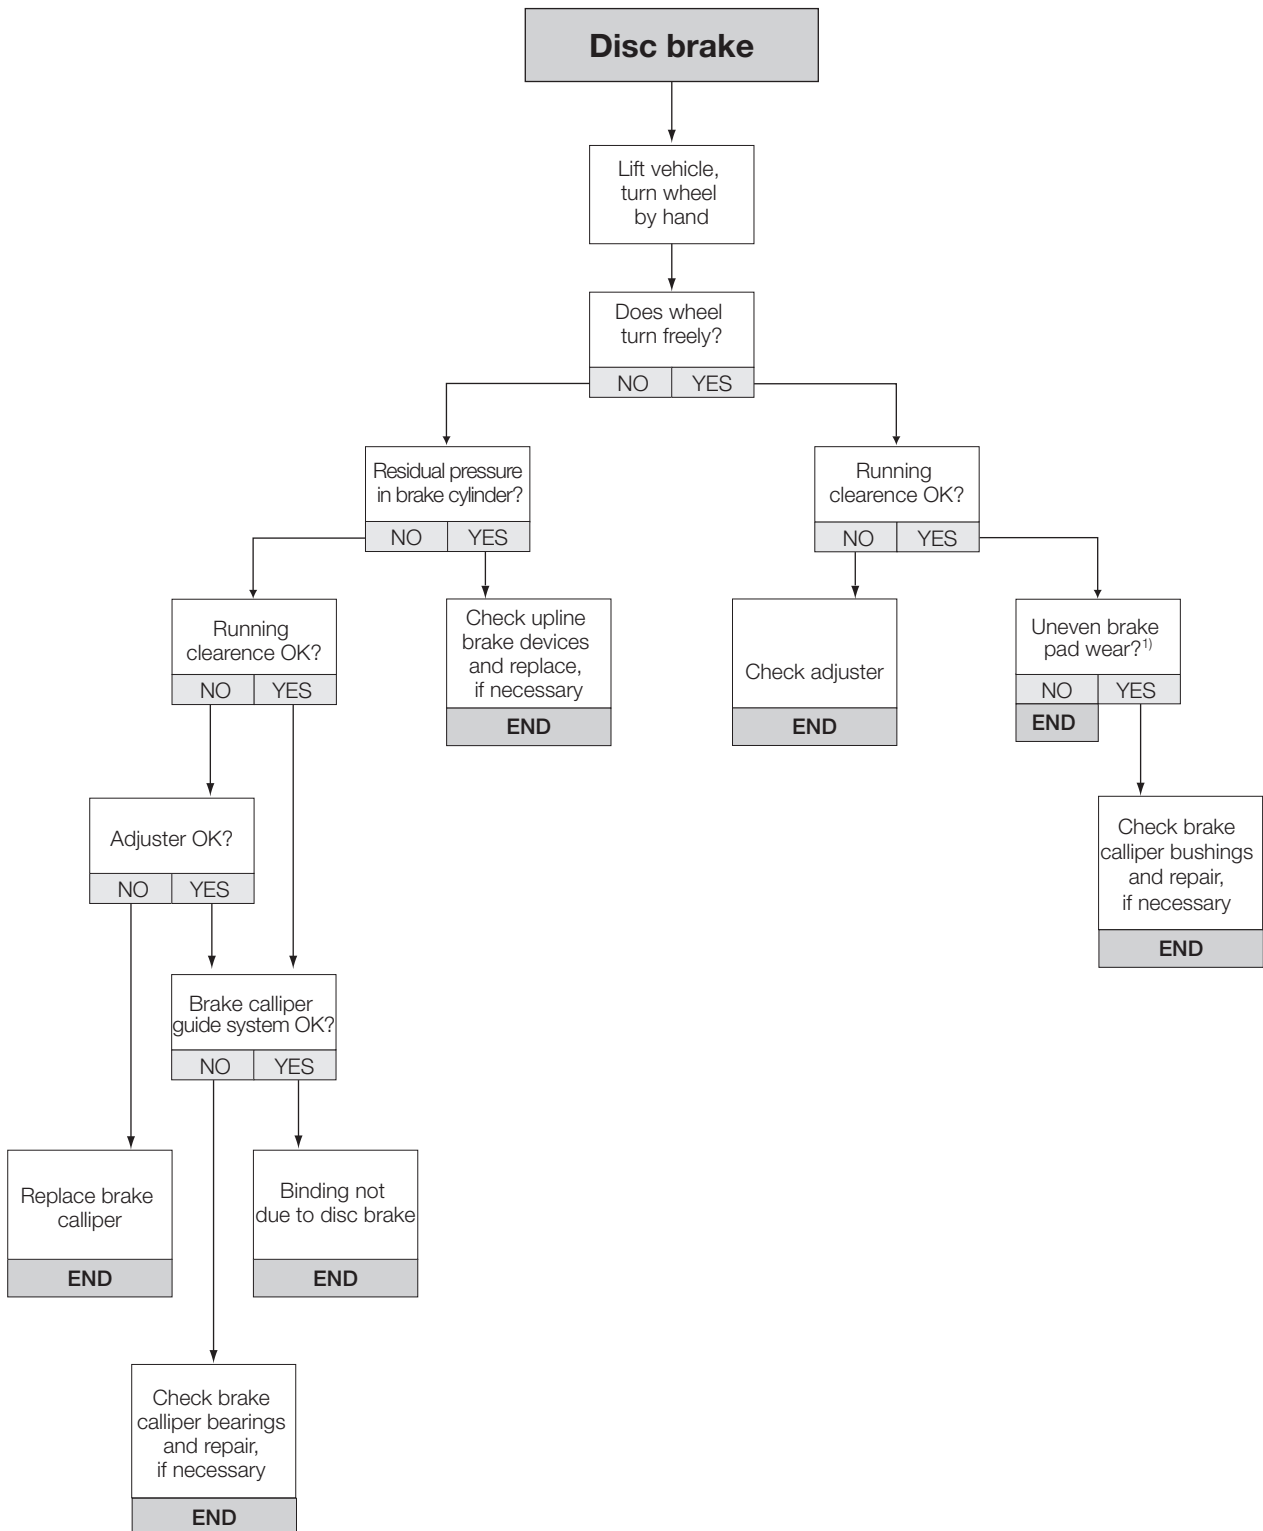 Disc brake
Lift vehicle,
turn wheel
by hand
Does wheel
turn freely?
NO YES
Residual pressure
in brake cylinder?
NO YES
Running
clearence OK?
NO YES
Running
clearence OK?
NO YES
Check upline
brake devices
and replace,
if necessary
END
Check adjuster
END
Uneven brake
pad wear?1)
NO YES
END
Adjuster OK?
NO YES
Check brake
calliper bushings
and repair,
if necessary
END
Brake calliper
guide system OK?
NO YES
Replace brake
calliper
END
Binding not
due to disc brake
END
Check brake
calliper bearings
and repair,
if necessary
END